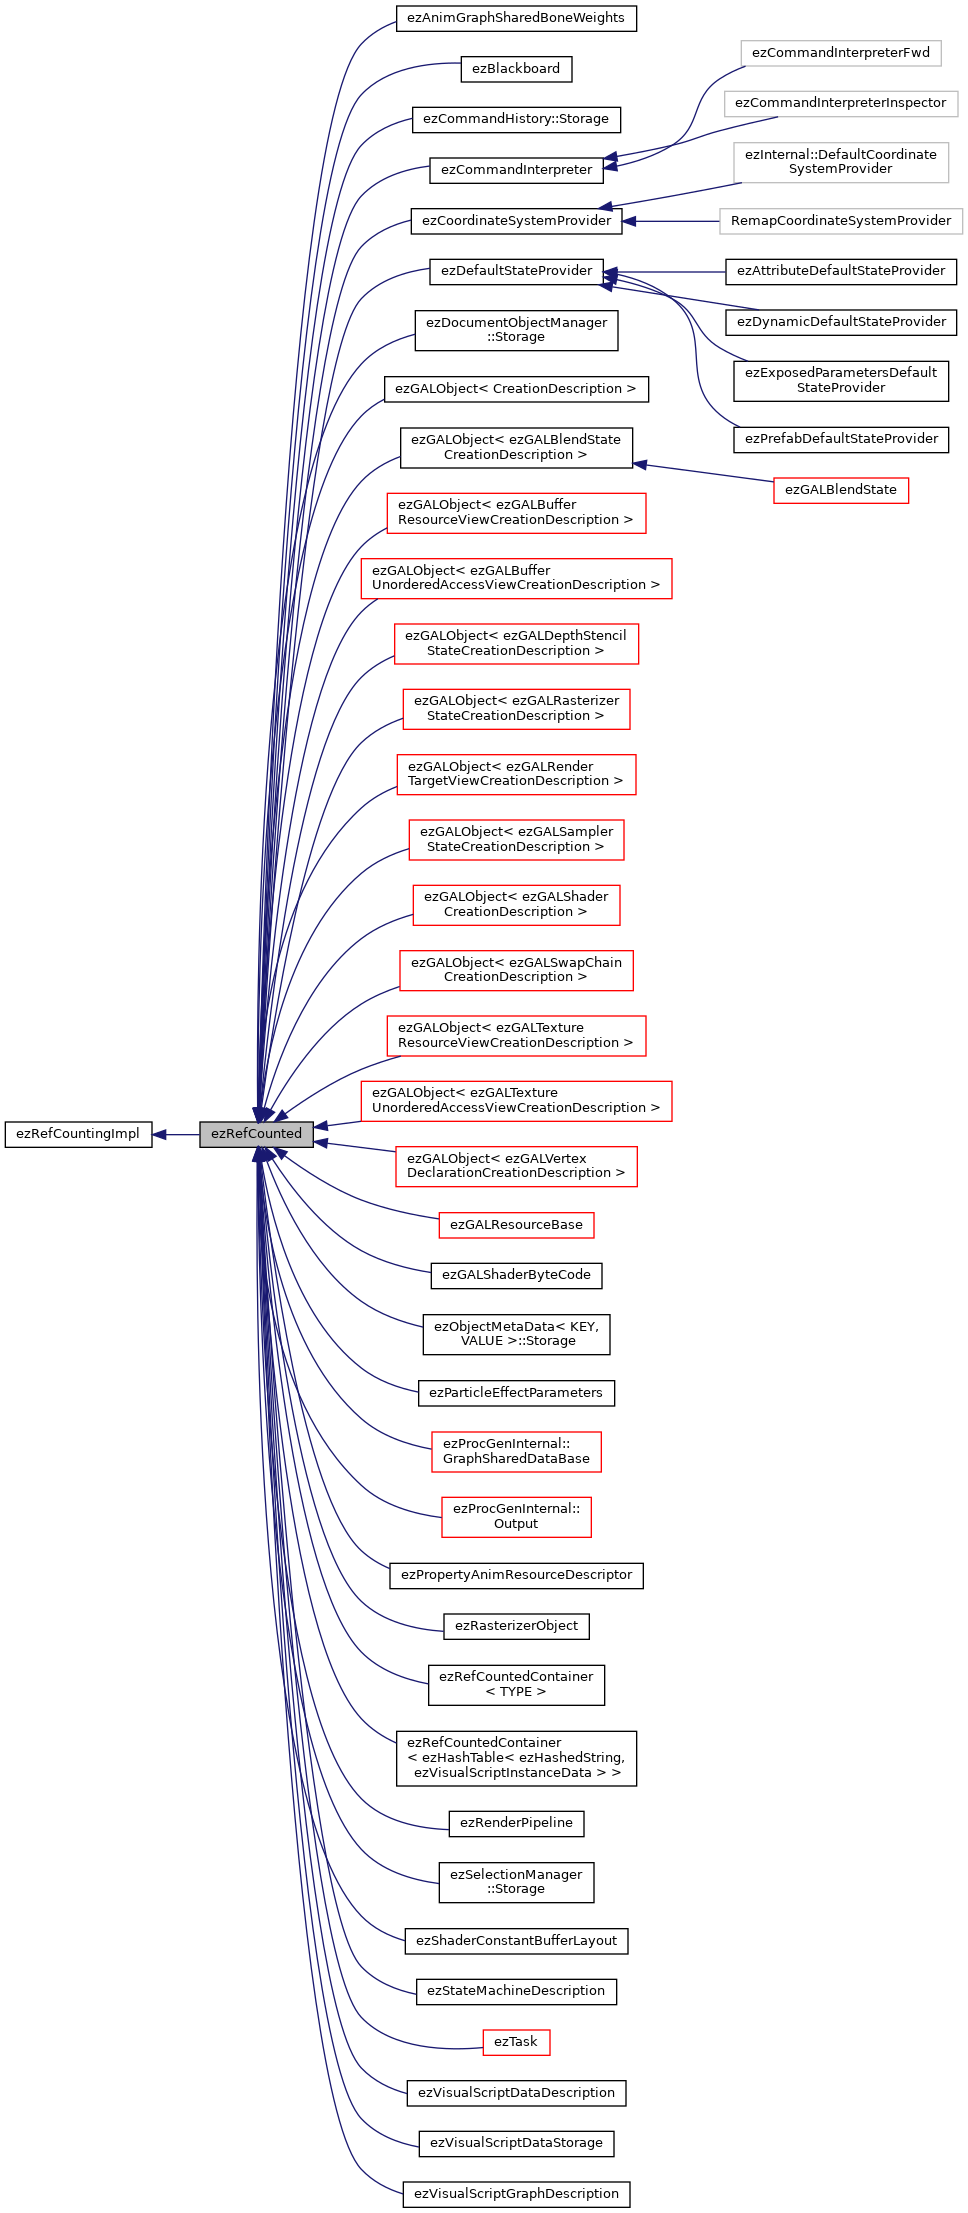 ezAnimGraphSharedBoneWeights
ezBlackboard
ezCommandInterpreterFwd
ezCommandInterpreterInspector
ezCommandHistory::Storage
ezCommandInterpreter
ezInternal::DefaultCoordinate
SystemProvider
ezCoordinateSystemProvider
RemapCoordinateSystemProvider
ezDefaultStateProvider
ezAttributeDefaultStateProvider
ezDocumentObjectManager
::Storage
ezDynamicDefaultStateProvider
ezExposedParametersDefault
StateProvider
ezGALObject< CreationDescription >
ezPrefabDefaultStateProvider
ezGALObject< ezGALBlendState
CreationDescription >
ezGALBlendState
ezGALObject< ezGALBuffer
ResourceViewCreationDescription >
ezGALObject< ezGALBuffer
UnorderedAccessViewCreationDescription >
ezGALObject< ezGALDepthStencil
StateCreationDescription >
ezGALObject< ezGALRasterizer
StateCreationDescription >
ezGALObject< ezGALRender
TargetViewCreationDescription >
ezGALObject< ezGALSampler
StateCreationDescription >
ezGALObject< ezGALShader
CreationDescription >
ezGALObject< ezGALSwapChain
CreationDescription >
ezGALObject< ezGALTexture
ResourceViewCreationDescription >
ezGALObject< ezGALTexture
UnorderedAccessViewCreationDescription >
ezRefCountingImpl
ezRefCounted
ezGALObject< ezGALVertex
DeclarationCreationDescription >
ezGALResourceBase
ezGALShaderByteCode
ezObjectMetaData< KEY,
VALUE >::Storage
ezParticleEffectParameters
ezProcGenInternal::
GraphSharedDataBase
ezProcGenInternal::
Output
ezPropertyAnimResourceDescriptor
ezRasterizerObject
ezRefCountedContainer
< TYPE >
ezRefCountedContainer
< ezHashTable< ezHashedString,
ezVisualScriptInstanceData > >
ezRenderPipeline
ezSelectionManager
::Storage
ezShaderConstantBufferLayout
ezStateMachineDescription
ezTask
ezVisualScriptDataDescription
ezVisualScriptDataStorage
ezVisualScriptGraphDescription